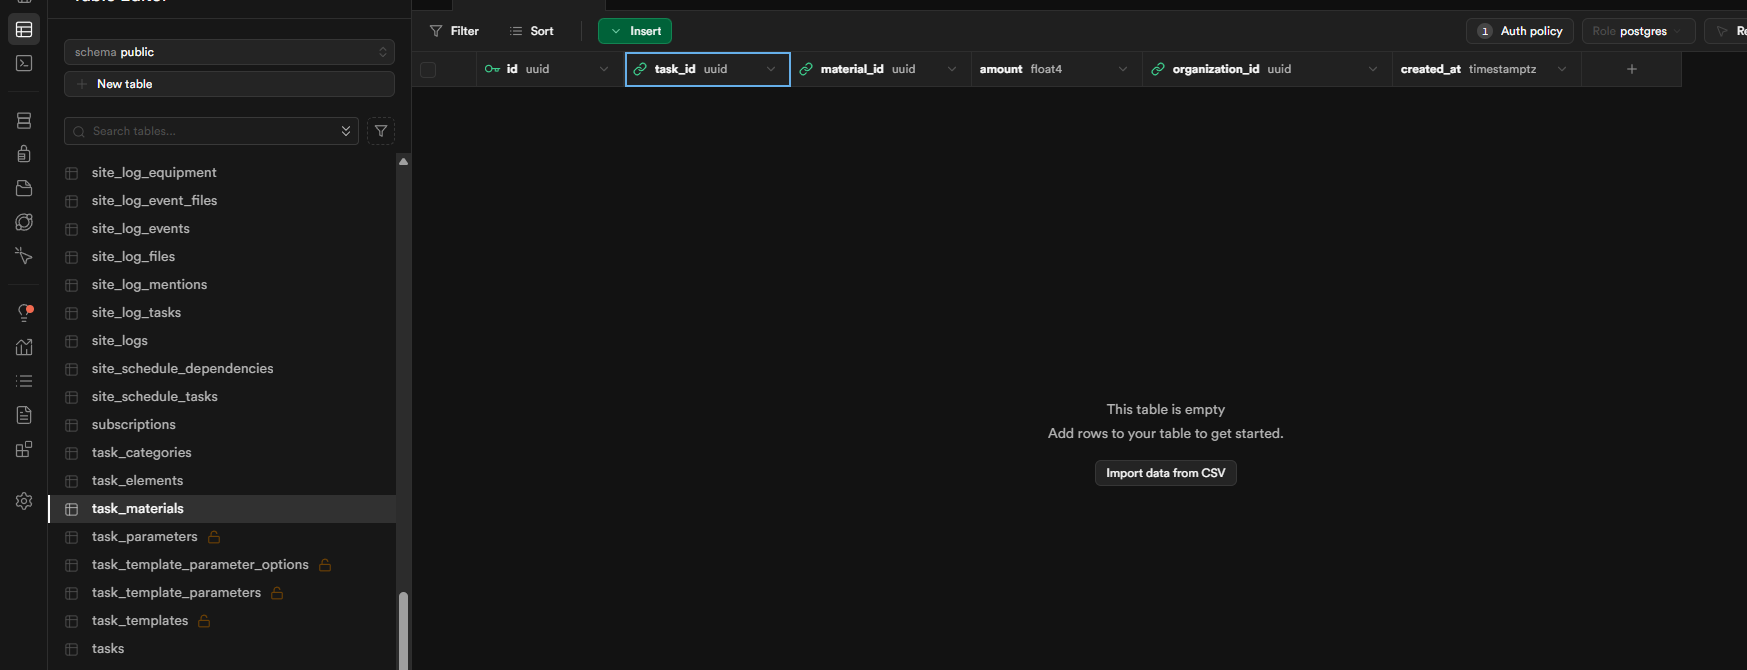 Table Editor
schema public
New table
Search tables...
site_log_equipment
site_log_event_files
site_log_events
site_log_files
site_log_mentions
site_log_tasks
site_logs
site_schedule_dependencies
site_schedule_tasks
subscriptions
task_categories
task_elements
task_materials
task_parameters
task_template_parameter_options
task_template_parameters
task_templates
tasks
Filter Sort Insert 1 Auth policy Role postgres
id uuid task_id uuid material_id uuid amount float4 organization_id uuid created_at timestamptz
This table is empty
Add rows to your table to get started.
Import data from CSV